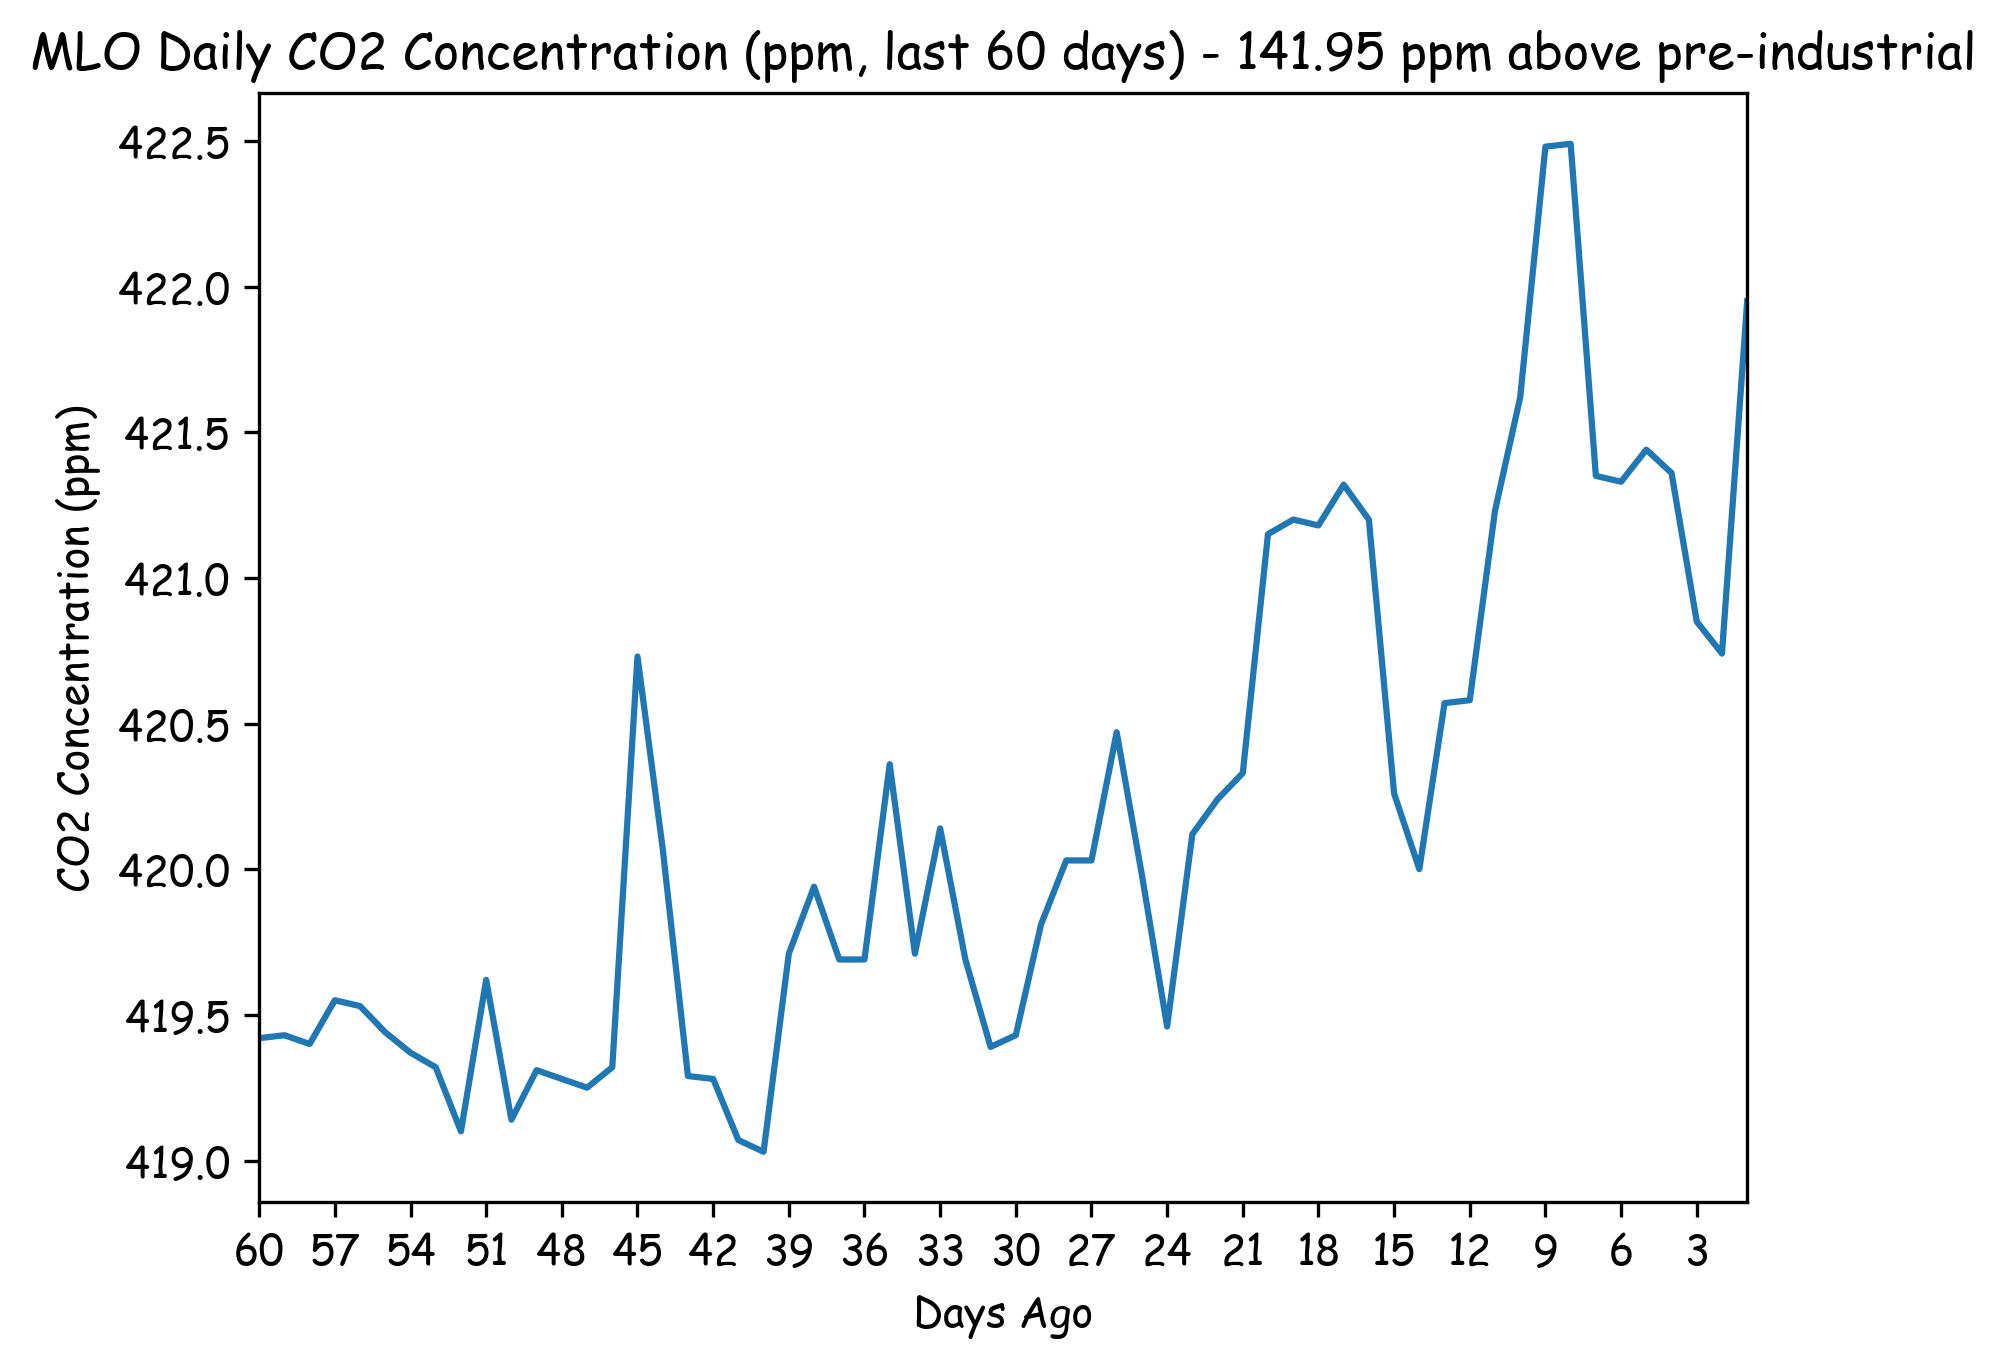 MLO Daily CO2 Concentration (ppm, last 60 days) - 141.95 ppm above pre-industrial
CO2 Concentration (ppm)
422.5
422.0
421.5
421.0
420.5
420.0
419.5
419.0
60 57 54 51 48 45 42 39 36 33 30 27 24 21 18 15 12 9 6 3
Days Ago